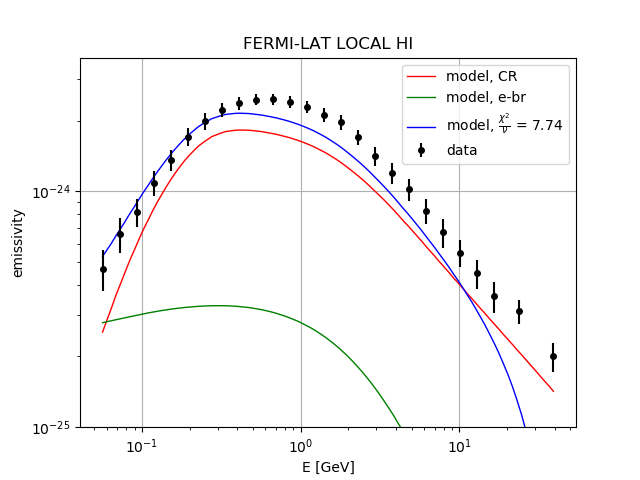 FERMI-LAT LOCAL HI
model, CR
model, e-br
model, χ²/ν = 7.74
data
emissivity
10⁻²⁴
10⁻²⁵
10⁻¹ 10⁰ 10¹
E [GeV]